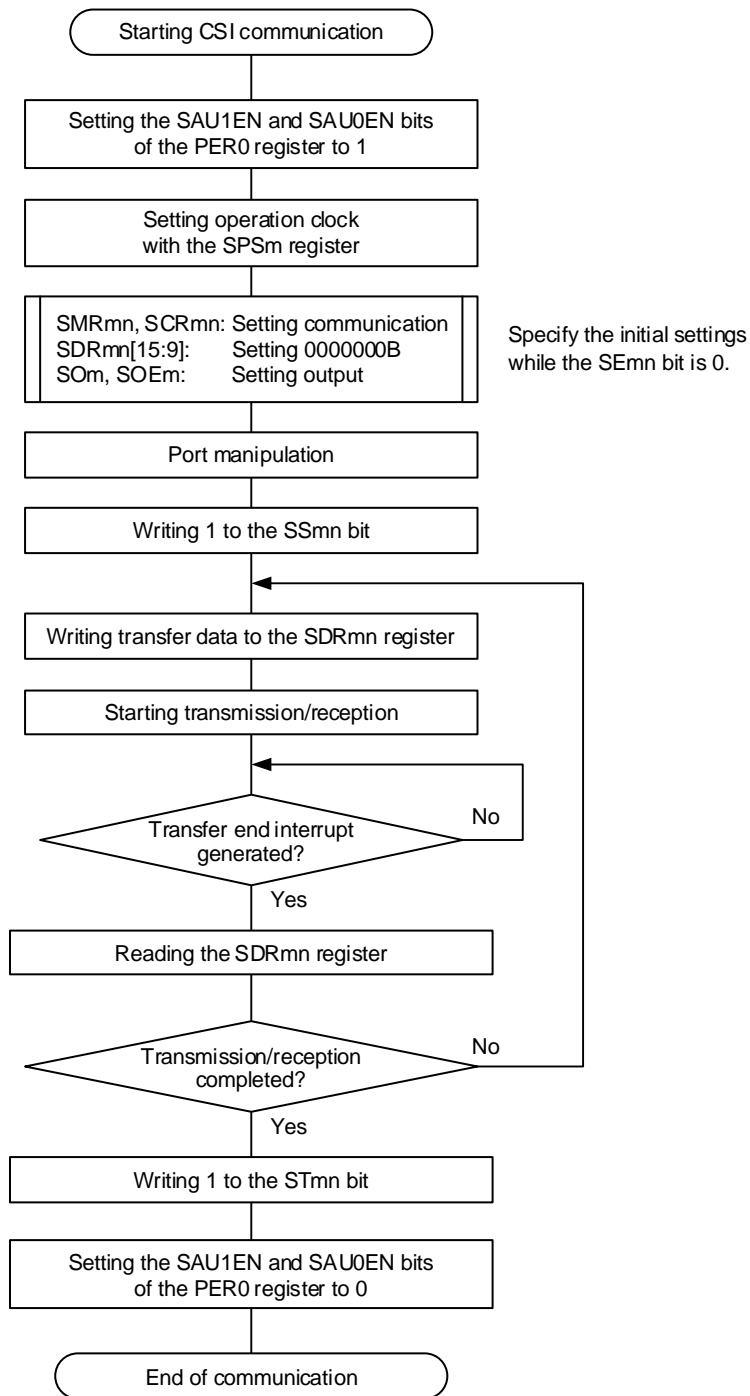 Starting CSI communication
Setting the SAU1EN and SAU0EN bits
of the PER0 register to 1
Setting operation clock
with the SPSm register
SMRmn, SCRmn: Setting communication
SDRmn[15:9]: Setting 0000000B
SOm, SOEm: Setting output
Specify the initial settings
while the SEmn bit is 0.
Port manipulation
Writing 1 to the SSmn bit
Writing transfer data to the SDRmn register
Starting transmission/reception
Transfer end interrupt
generated?
No
Yes
Reading the SDRmn register
Transmission/reception
completed?
No
Yes
Writing 1 to the STmn bit
Setting the SAU1EN and SAU0EN bits
of the PER0 register to 0
End of communication